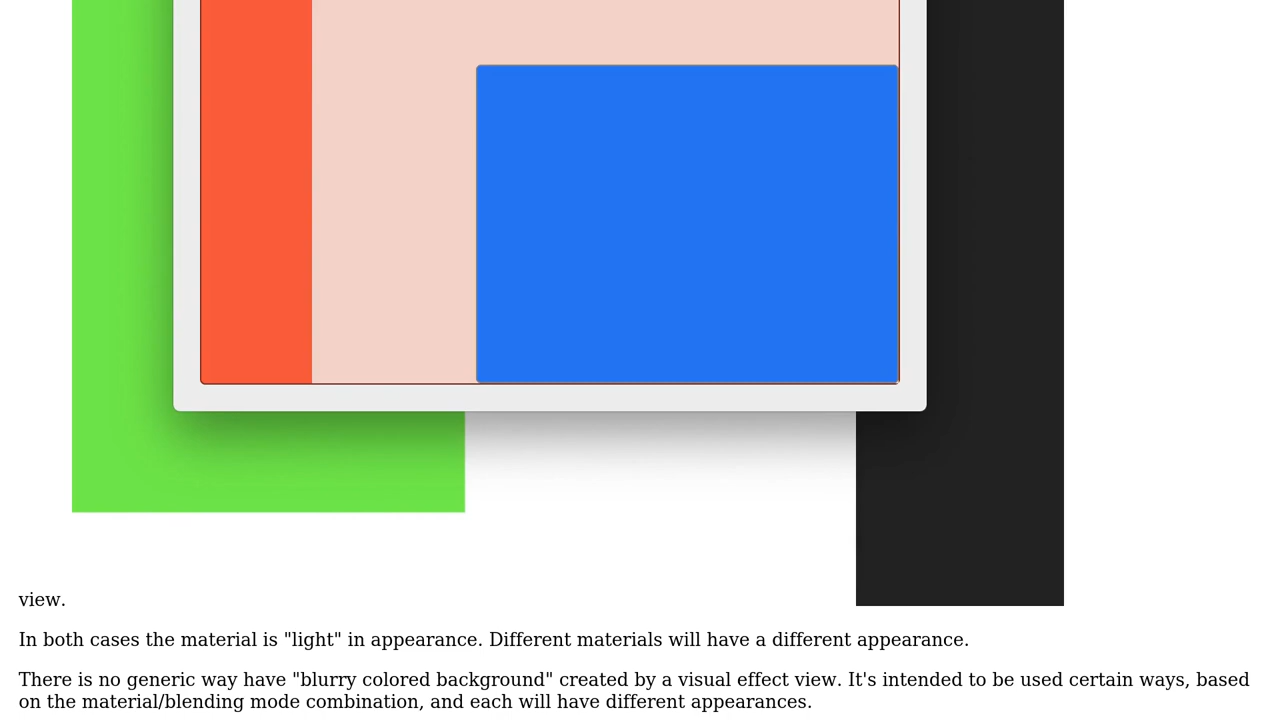 view.
In both cases the material is "light" in appearance. Different materials will have a different appearance.
There is no generic way have "blurry colored background" created by a visual effect view. It's intended to be used certain ways, based
on the material/blending mode combination, and each will have different appearances.